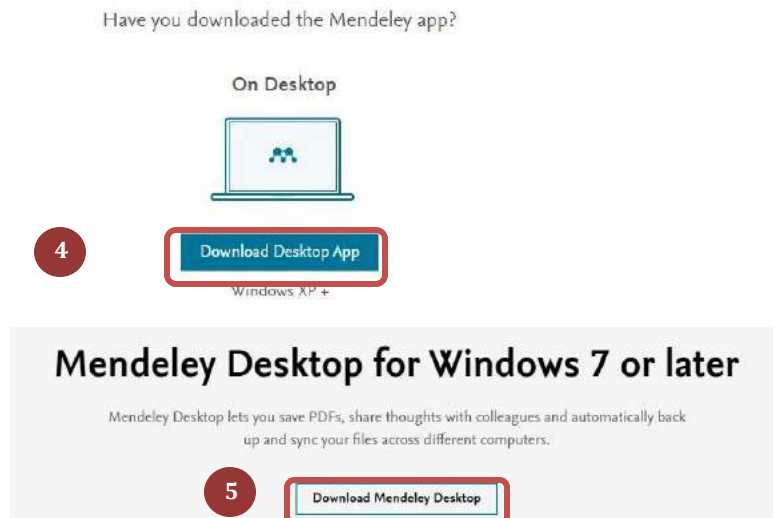 Have you downloaded the Mendeley app?
On Desktop
4
Download Desktop App
Windows XP +
Mendeley Desktop for Windows 7 or later
Mendeley Desktop lets you save PDFs, share thoughts with colleagues and automatically back
up and sync your files across different computers.
5
Download Mendeley Desktop